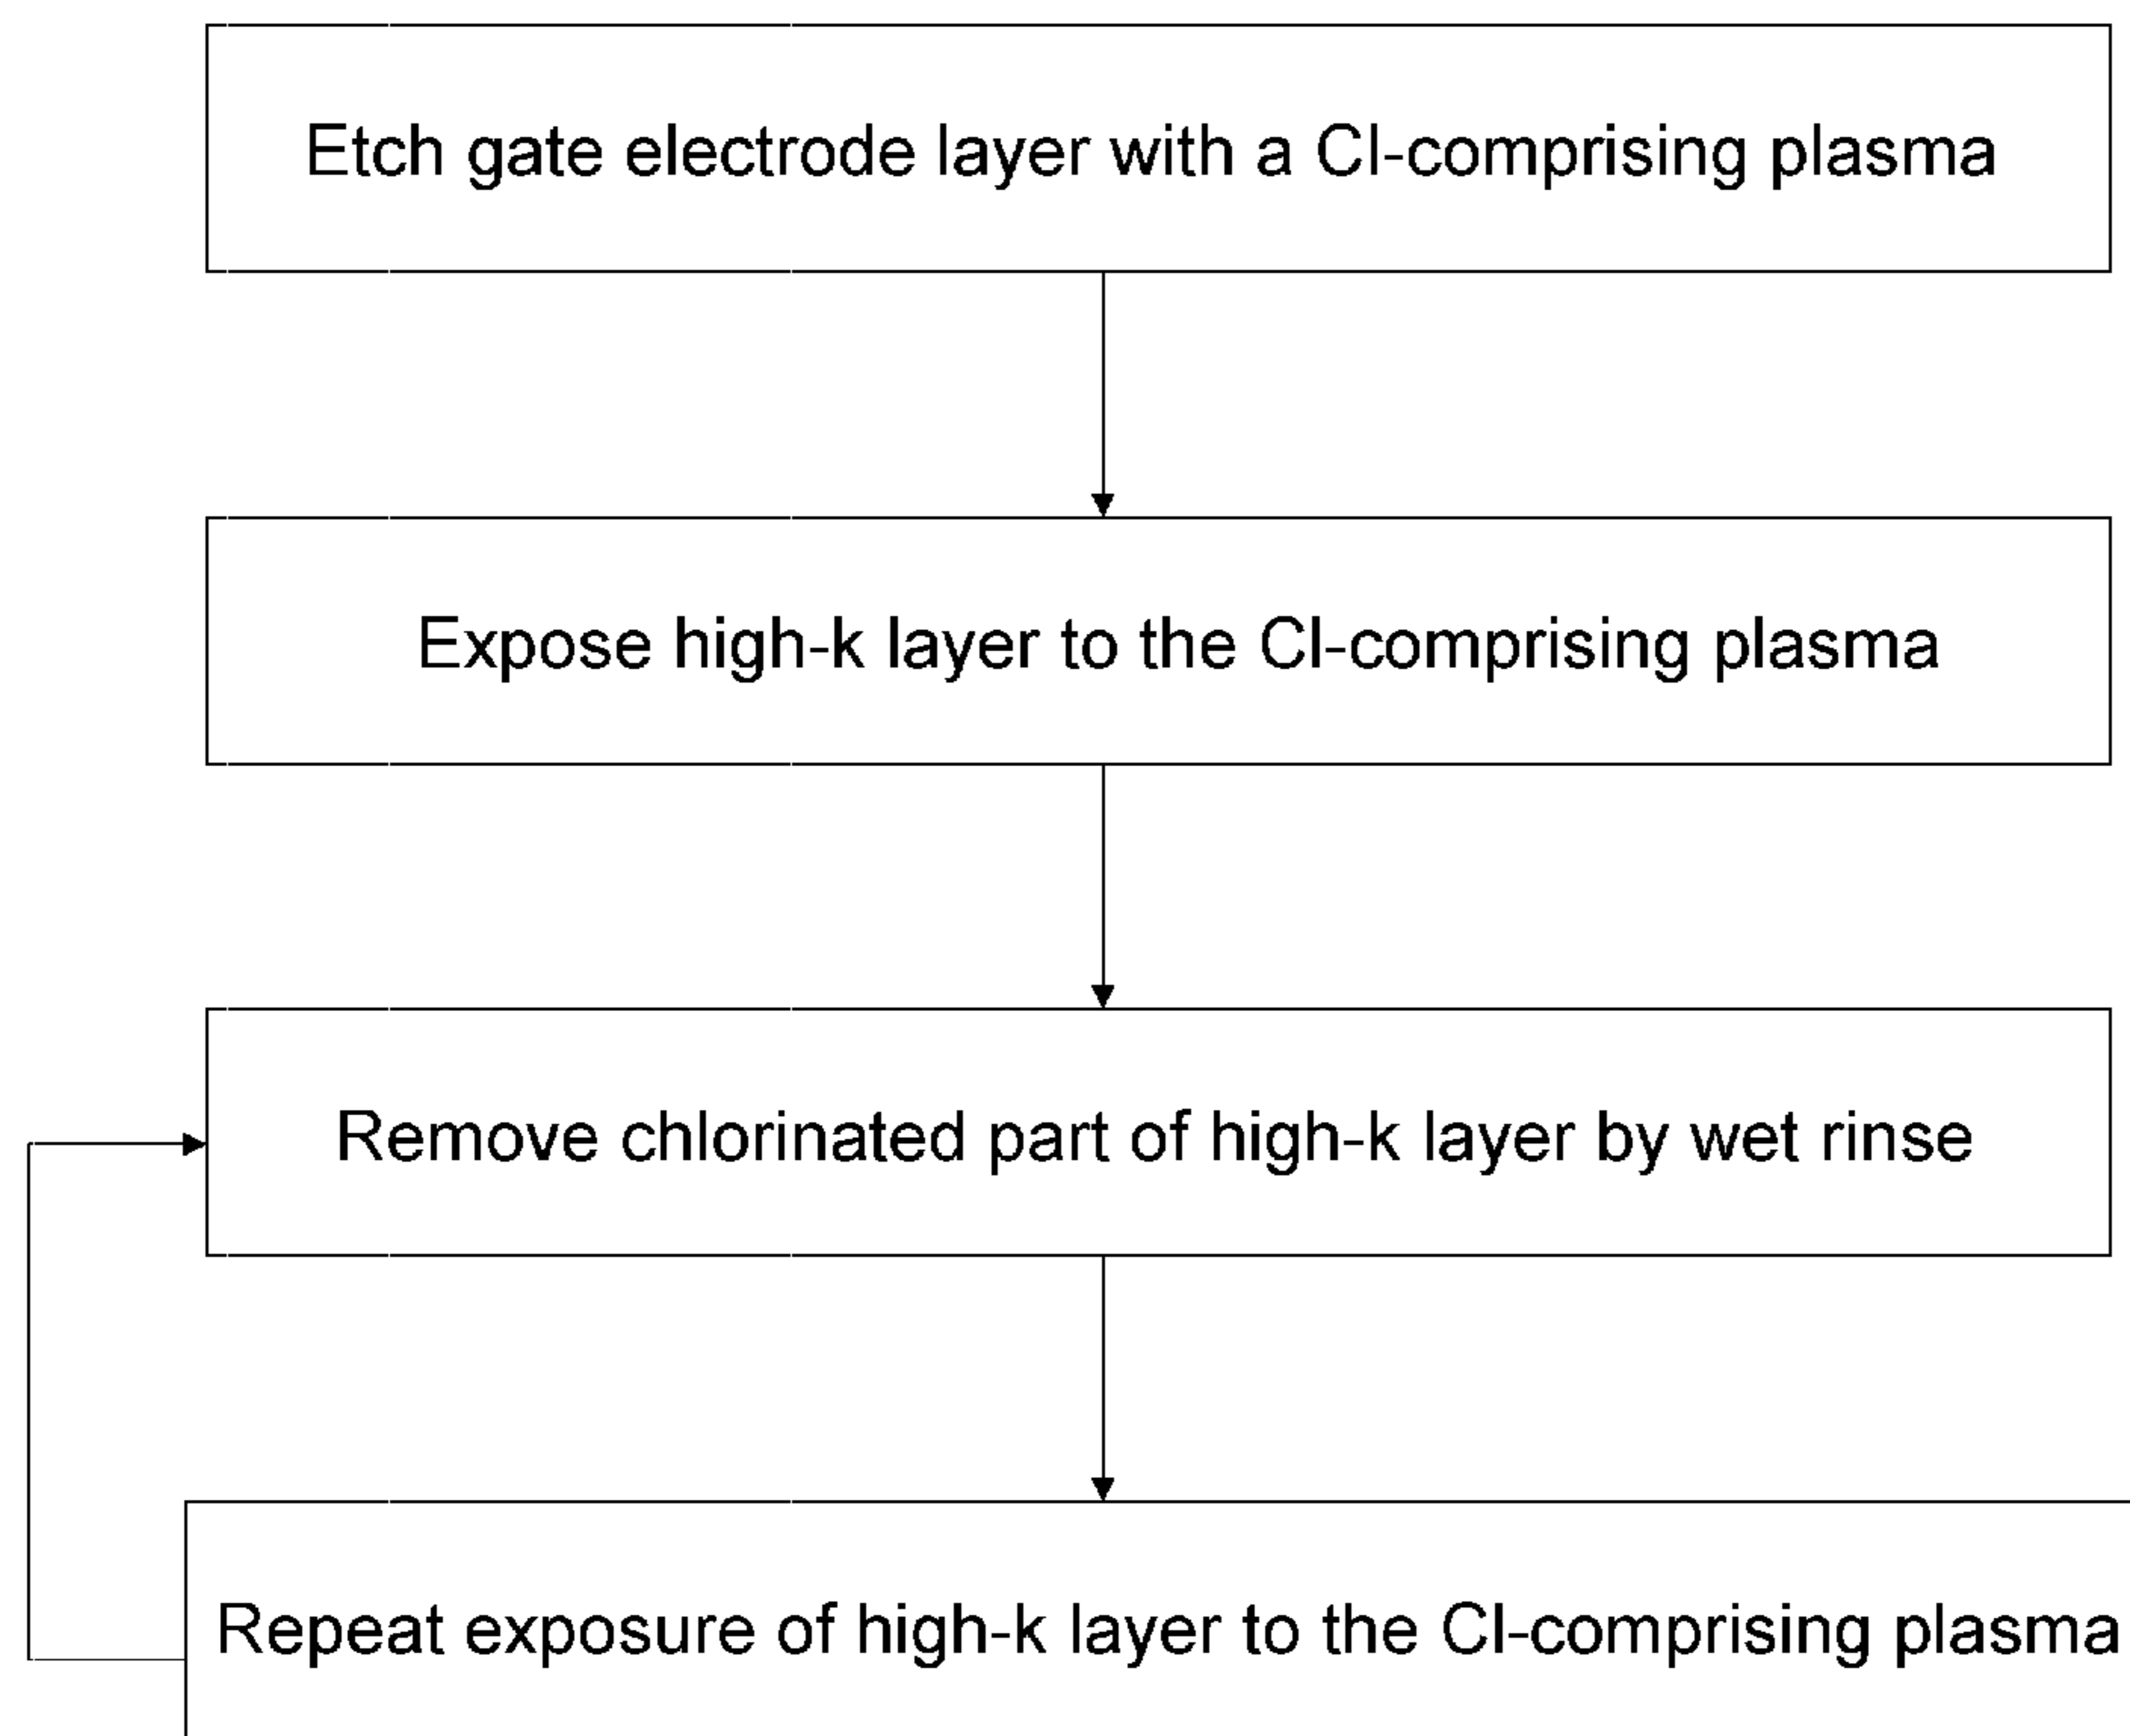 Etch gate electrode layer with a Cl-comprising plasma
Expose high-k layer to the Cl-comprising plasma
Remove chlorinated part of high-k layer by wet rinse
Repeat exposure of high-k layer to the Cl-comprising plasma